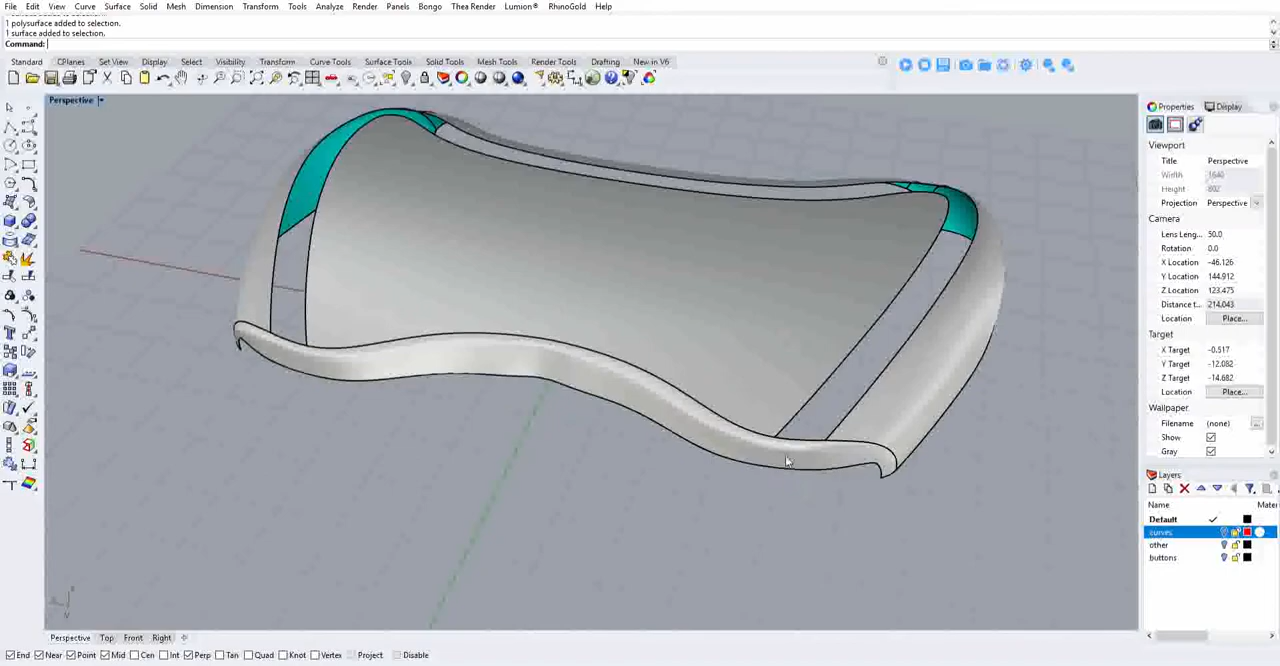 File Edit View Curve Surface Solid Mesh Dimension Transform Tools Analyze Render Panels Bongo Thea Render Lumion® RhinoGold Help
1 polysurface added to selection.
1 surface added to selection.
Command:
Standard CPlanes Set View Display Select Visibility Transform Curve Tools Surface Tools Solid Tools Mesh Tools Render Tools Drafting New in V6
Perspective
Properties Display
Viewport
Title Perspective
Width 1640
Height 802
Projection Perspective
Camera
Lens Leng... 50.0
Rotation 0.0
X Location -46.126
Y Location 144.912
Z Location 123.475
Distance t... 214.043
Location Place...
Target
X Target -0.517
Y Target -12.082
Z Target -14.682
Location Place...
Wallpaper
Filename (none) ...
Show
Gray
Layers
Name Mater
Default
curves
other
buttons
Perspective Top Front Right
End Near Point Mid Cen Int Perp Tan Quad Knot Vertex Project Disable